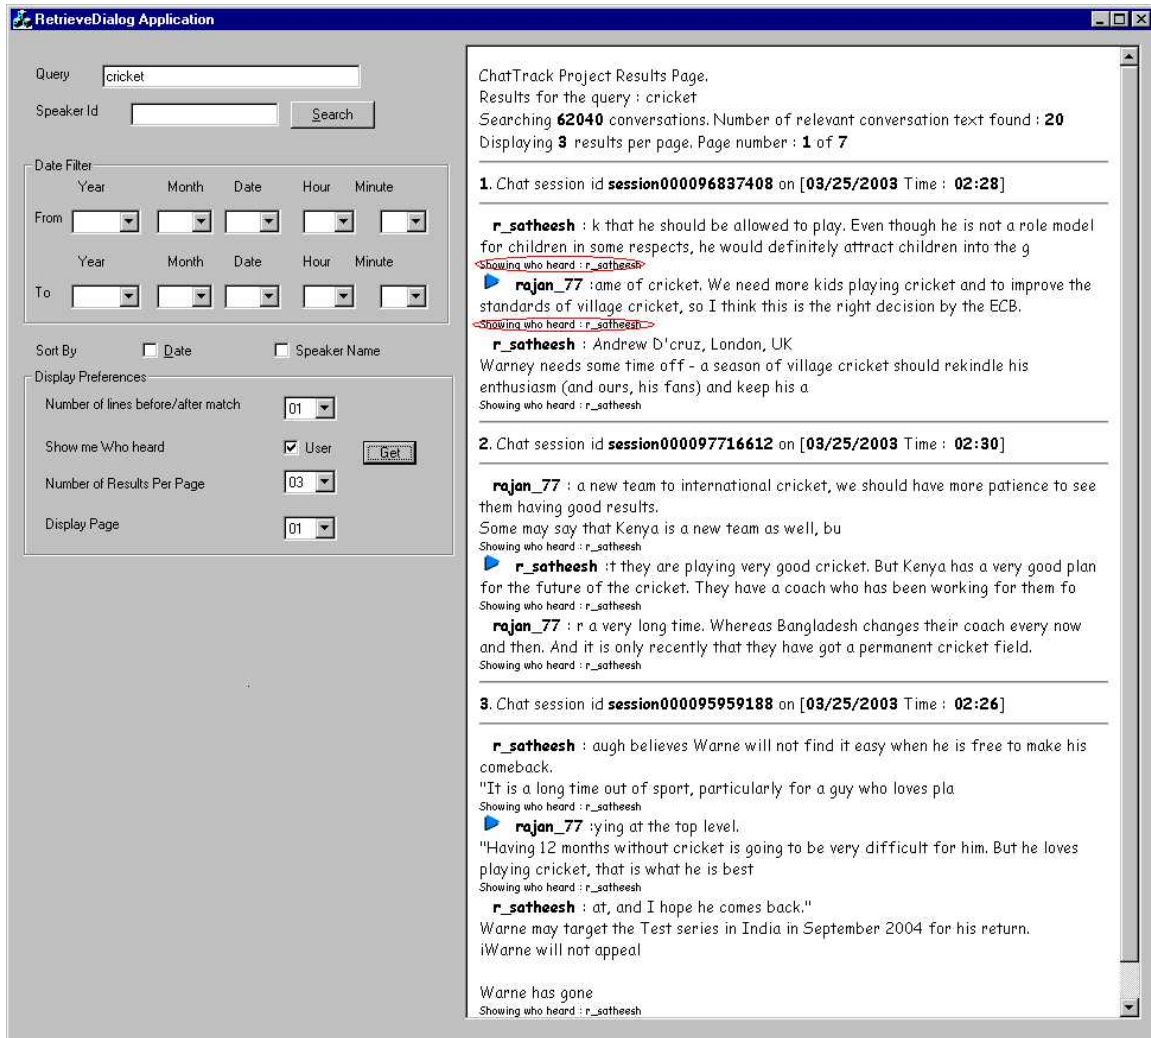 RetrieveDialog Application
Query cricket
Speaker Id Search
Date Filter
Year Month Date Hour Minute
From
Year Month Date Hour Minute
To
Sort By Date Speaker Name
Display Preferences
Number of lines before/after match 01
Show me Who heard User Get
Number of Results Per Page 03
Display Page 01
ChatTrack Project Results Page.
Results for the query : cricket
Searching 62040 conversations. Number of relevant conversation text found : 20
Displaying 3 results per page. Page number : 1 of 7
1. Chat session id session000096837408 on [03/25/2003 Time : 02:28]
r_satheesh : k that he should be allowed to play. Even though he is not a role model
for children in some respects, he would definitely attract children into the g
Showing who heard : r_satheesh
rajan_77 :ame of cricket. We need more kids playing cricket and to improve the
standards of village cricket, so I think this is the right decision by the ECB.
Showing who heard : r_satheesh
r_satheesh : Andrew D'cruz, London, UK
Warney needs some time off - a season of village cricket should rekindle his
enthusiasm (and ours, his fans) and keep his a
Showing who heard : r_satheesh
2. Chat session id session000097716612 on [03/25/2003 Time : 02:30]
rajan_77 : a new team to international cricket, we should have more patience to see
them having good results.
Some may say that Kenya is a new team as well, bu
Showing who heard : r_satheesh
r_satheesh :t they are playing very good cricket. But Kenya has a very good plan
for the future of the cricket. They have a coach who has been working for them fo
Showing who heard : r_satheesh
rajan_77 : r a very long time. Whereas Bangladesh changes their coach every now
and then. And it is only recently that they have got a permanent cricket field.
Showing who heard : r_satheesh
3. Chat session id session000095959188 on [03/25/2003 Time : 02:26]
r_satheesh : augh believes Warne will not find it easy when he is free to make his
comeback.
"It is a long time out of sport, particularly for a guy who loves pla
Showing who heard : r_satheesh
rajan_77 :ying at the top level.
"Having 12 months without cricket is going to be very difficult for him. But he loves
playing cricket, that is what he is best
Showing who heard : r_satheesh
r_satheesh : at, and I hope he comes back."
Warne may target the Test series in India in September 2004 for his return.
iWarne will not appeal
Warne has gone
Showing who heard : r_satheesh